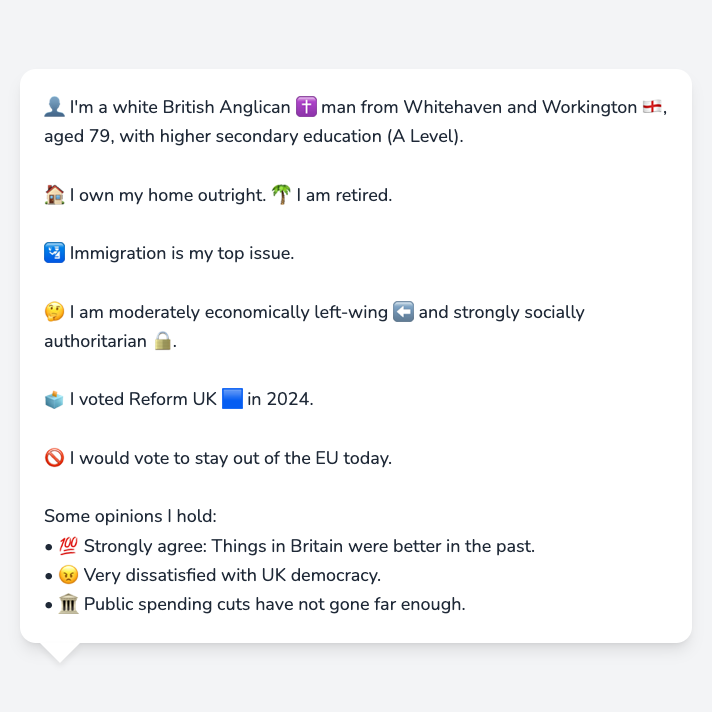 👤 I'm a white British Anglican ✝️ man from Whitehaven and Workington 🏴󠁧󠁢󠁥󠁮󠁧󠁿,
aged 79, with higher secondary education (A Level).
🏠 I own my home outright. 🌴 I am retired.
🛂 Immigration is my top issue.
🤔 I am moderately economically left-wing ⬅️ and strongly socially
authoritarian 🔒.
🗳️ I voted Reform UK 🟦 in 2024.
🚫 I would vote to stay out of the EU today.
Some opinions I hold:
• 💯 Strongly agree: Things in Britain were better in the past.
• 😠 Very dissatisfied with UK democracy.
• 🏛️ Public spending cuts have not gone far enough.